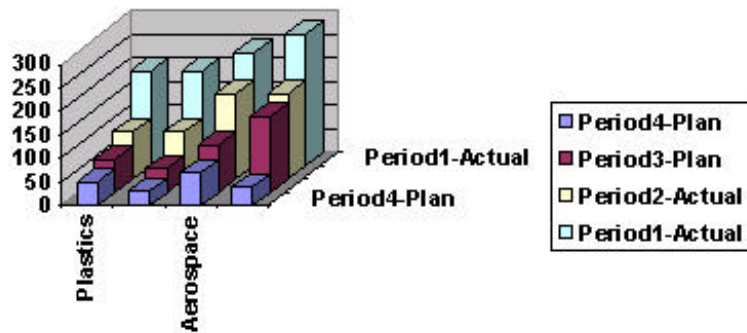 300
250
200
150
100
50
0
Plastics
Aerospace
Period1-Actual
Period4-Plan
Period4-Plan
Period3-Plan
Period2-Actual
Period1-Actual